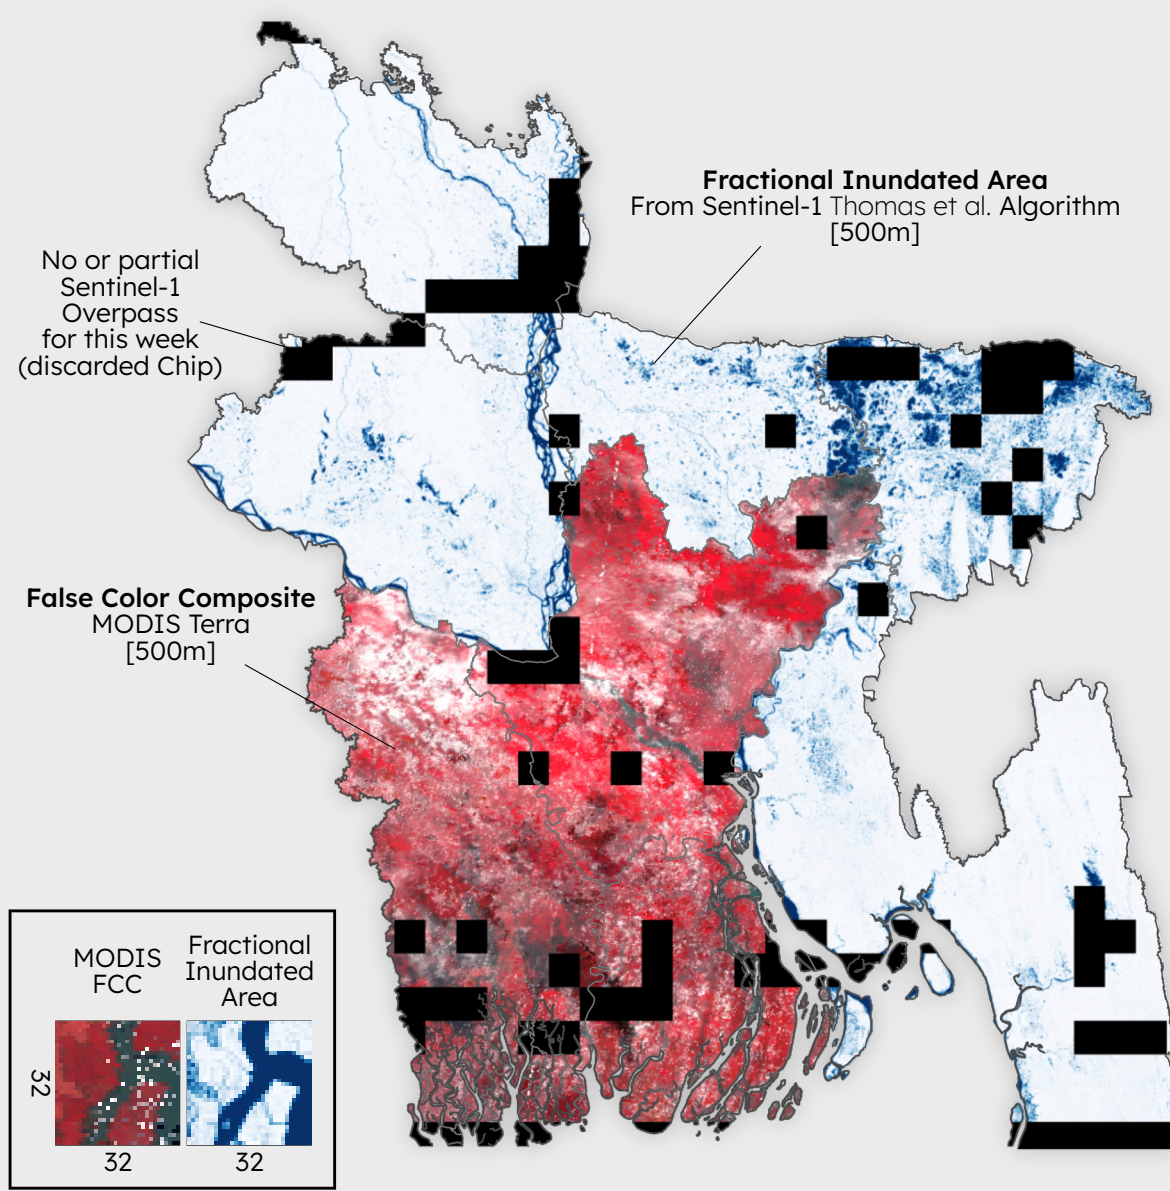 Fractional Inundated Area
From Sentinel-1 Thomas et al. Algorithm
[500m]
No or partial
Sentinel-1
Overpass
for this week
(discarded Chip)
False Color Composite
MODIS Terra
[500m]
MODIS
FCC
Fractional
Inundated
Area
32
32
32